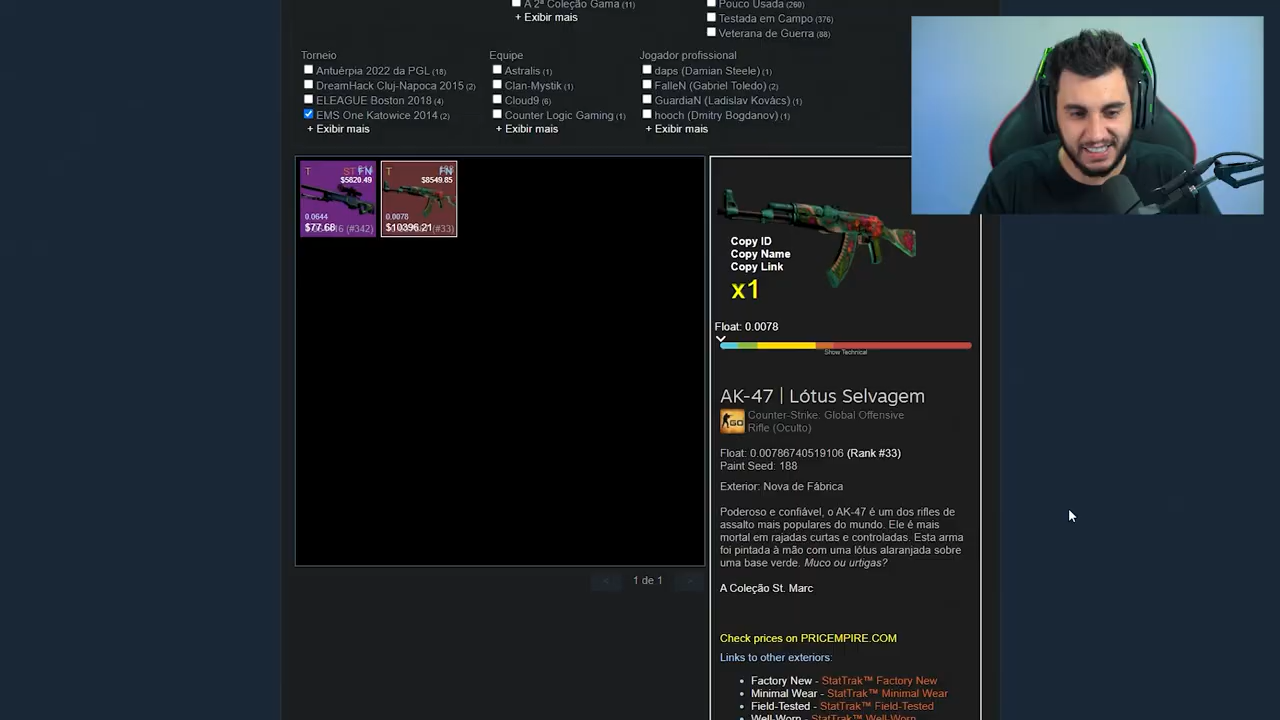 A 2ª Coleção Gama (11)
+ Exibir mais
Pouco Usada (260)
Testada em Campo (376)
Veterana de Guerra (88)
Torneio
Antuérpia 2022 da PGL (18)
DreamHack Cluj-Napoca 2015 (2)
ELEAGUE Boston 2018 (4)
EMS One Katowice 2014 (2)
+ Exibir mais
Equipe
Astralis (1)
Clan-Mystik (1)
Cloud9 (6)
Counter Logic Gaming (1)
+ Exibir mais
Jogador profissional
daps (Damian Steele) (1)
FalleN (Gabriel Toledo) (2)
GuardiaN (Ladislav Kovács) (1)
hooch (Dmitry Bogdanov) (1)
+ Exibir mais
T
$5820.49
0.0644
$77.68
(#342)
T
FN
$8549.85
0.0078
$10396.21
(#33)
Copy ID
Copy Name
Copy Link
x1
Float: 0.0078
Show Technical
AK-47 | Lótus Selvagem
Counter-Strike: Global Offensive
Rifle (Oculto)
Float: 0.00786740519106 (Rank #33)
Paint Seed: 188
Exterior: Nova de Fábrica
Poderoso e confiável, o AK-47 é um dos rifles de
assalto mais populares do mundo. Ele é mais
mortal em rajadas curtas e controladas. Esta arma
foi pintada à mão com uma lótus alaranjada sobre
uma base verde. Muco ou urtigas?
A Coleção St. Marc
Check prices on PRICEMPIRE.COM
Links to other exteriors:
Factory New - StatTrak™ Factory New
Minimal Wear - StatTrak™ Minimal Wear
Field-Tested - StatTrak™ Field-Tested
Well-Worn - StatTrak™ Well-Worn
< 1 de 1 >